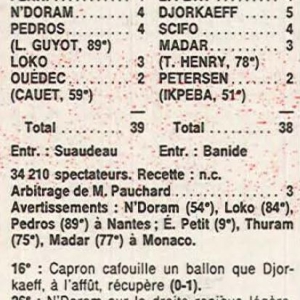 N'DORAM ............ 4
PEDROS ............. 4
(L. GUYOT, 89°)
LOKO ................. 3
OUÉDEC ............. 2
(CAUET, 59°)
Total .......... 39
Entr. : Suaudeau
DJORKAEFF ...... 5
SCIFO .............. 4
MADAR ............. 3
(T. HENRY, 78°)
PETERSEN ....... 2
(IKPEBA, 51°)
Total .......... 38
Entr. : Banide
34 210 spectateurs. Recette : n.c.
Arbitrage de M. Pauchard ............... 3
Avertissements : N'Doram (54°), Loko (84°),
Pedros (89°) à Nantes ; É. Petit (9°), Thuram
(75°), Madar (77°) à Monaco.
16° : Capron cafouille un ballon que Djor-
kaeff, à l'affût, récupère (0-1).